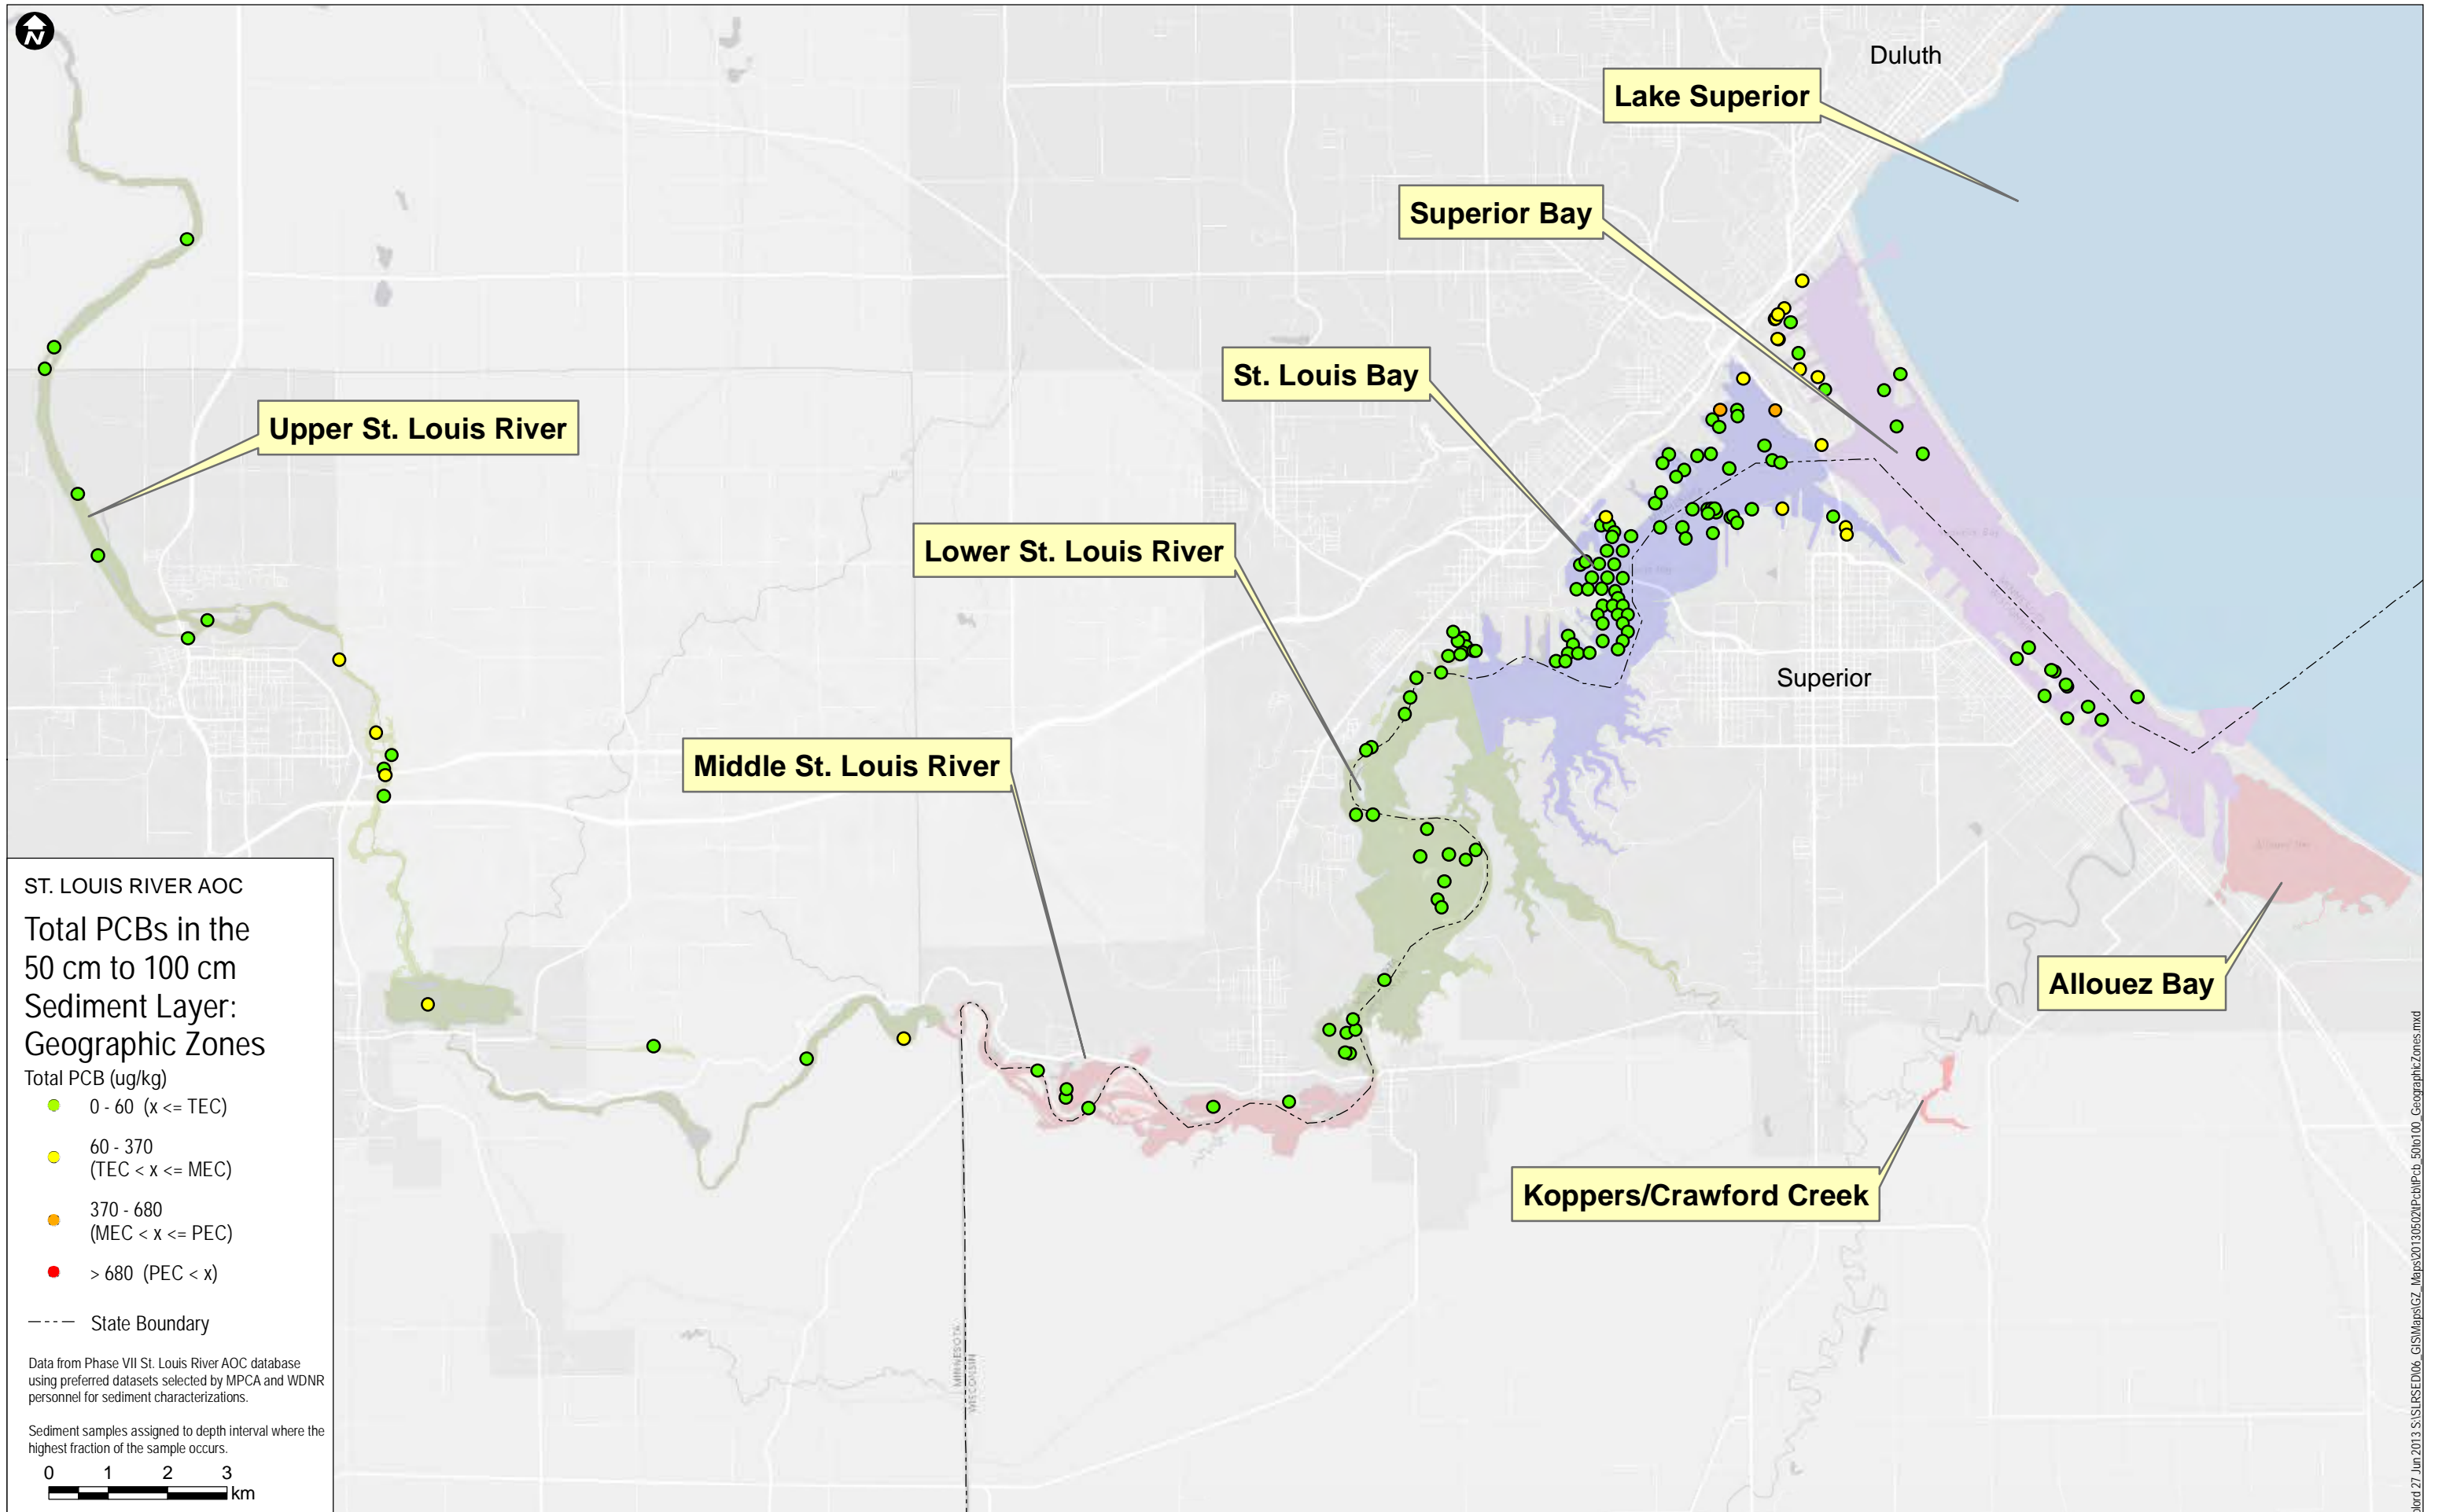 N
Duluth
Lake Superior
Superior Bay
St. Louis Bay
Upper St. Louis River
Lower St. Louis River
Superior
Middle St. Louis River
Allouez Bay
Koppers/Crawford Creek
MINNESOTA
WISCONSIN
ST. LOUIS RIVER AOC
Total PCBs in the
50 cm to 100 cm
Sediment Layer:
Geographic Zones
Total PCB (ug/kg)
0 - 60 (x <= TEC)
60 - 370
(TEC < x <= MEC)
370 - 680
(MEC < x <= PEC)
> 680 (PEC < x)
State Boundary
Data from Phase VII St. Louis River AOC database
using preferred datasets selected by MPCA and WDNR
personnel for sediment characterizations.
Sediment samples assigned to depth interval where the
highest fraction of the sample occurs.
0 1 2 3
km
27 Jun 2013